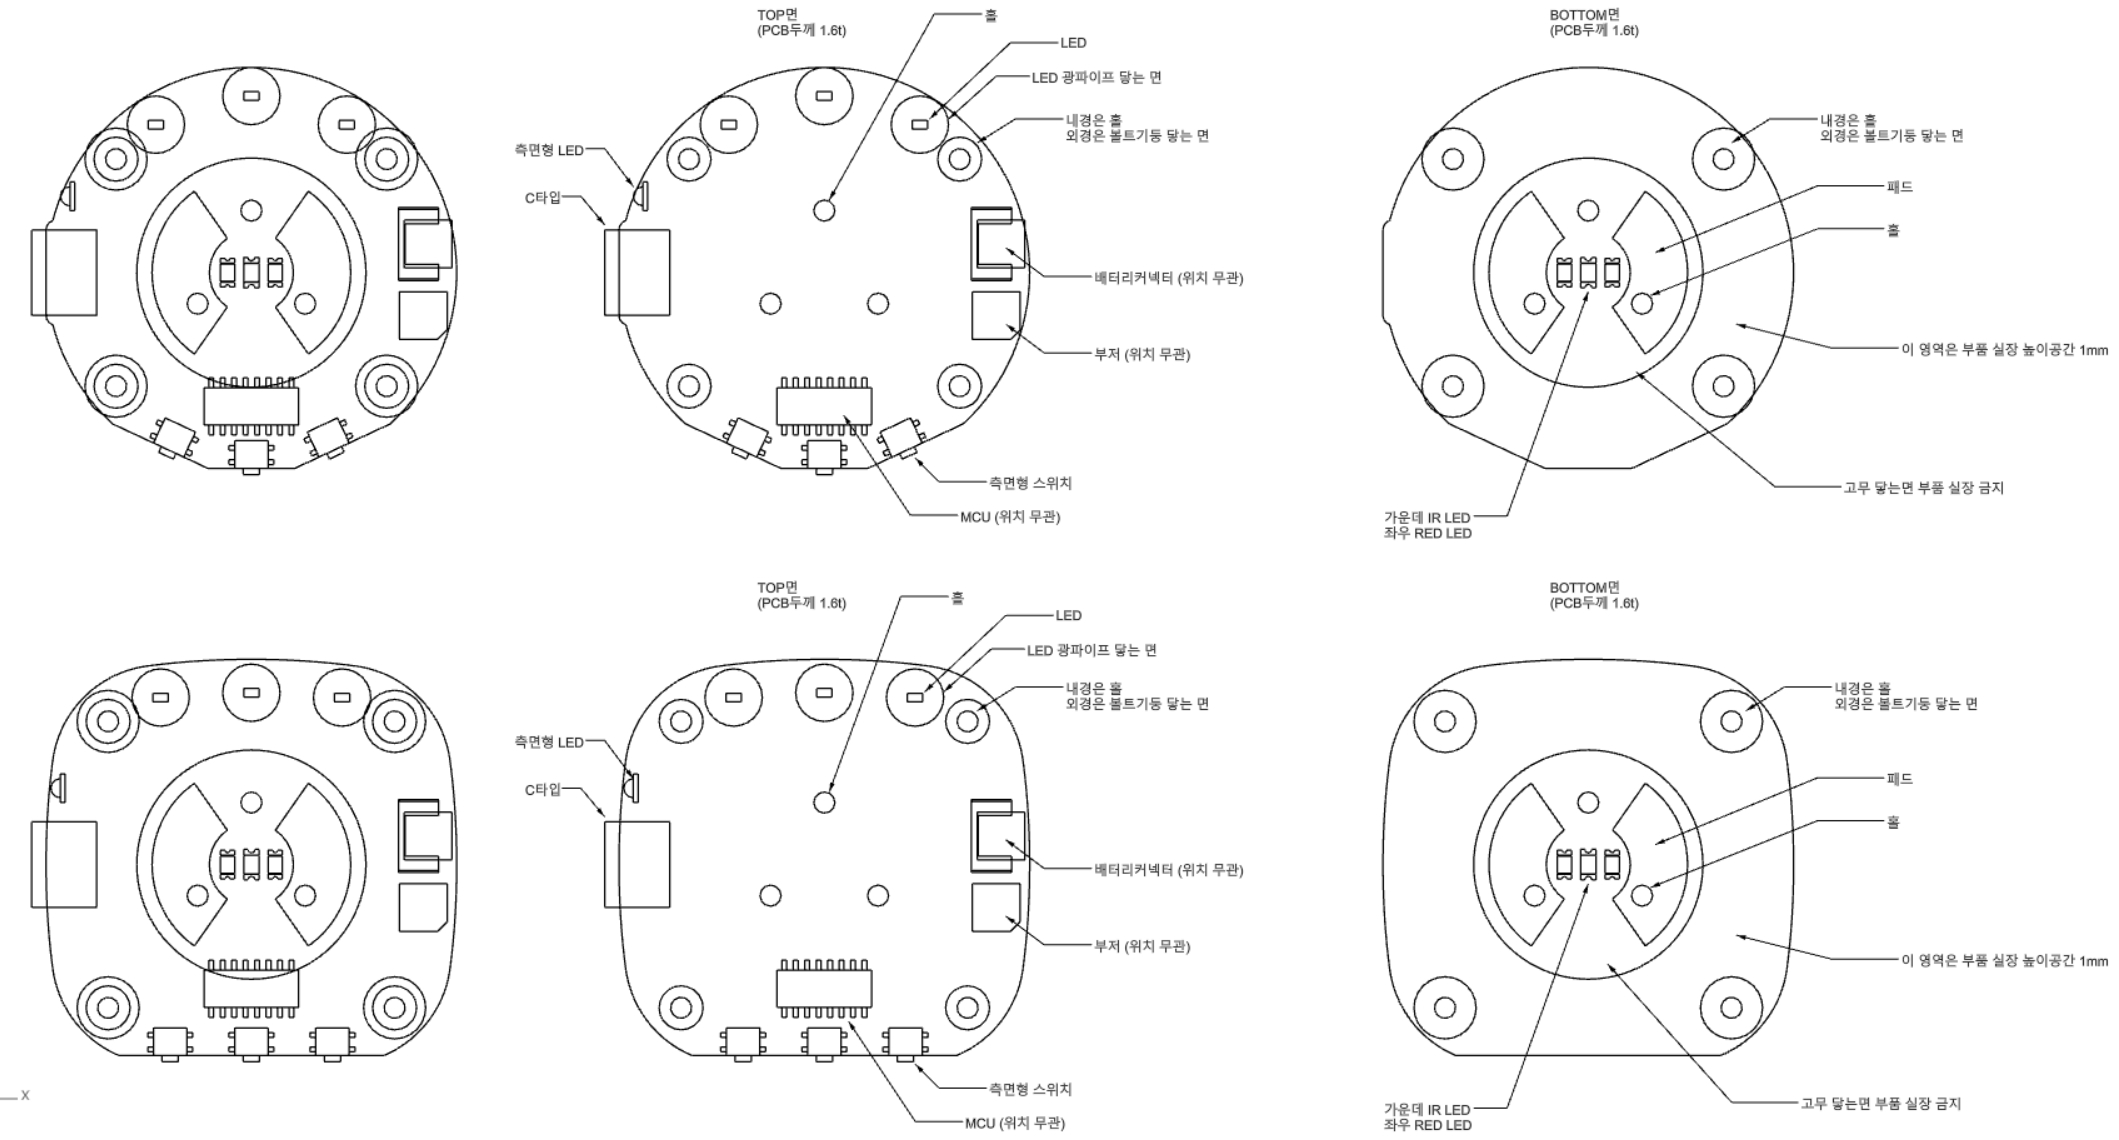 TOP면
(PCB두께 1.6t)
홀
LED
LED 광파이프 닿는 면
내경은 홀
외경은 볼트기둥 닿는 면
측면형 LED
C타입
배터리커넥터 (위치 무관)
부저 (위치 무관)
측면형 스위치
MCU (위치 무관)
BOTTOM면
(PCB두께 1.6t)
내경은 홀
외경은 볼트기둥 닿는 면
패드
홀
이 영역은 부품 실장 높이공간 1mm
고무 닿는면 부품 실장 금지
가운데 IR LED
좌우 RED LED
TOP면
(PCB두께 1.6t)
홀
LED
LED 광파이프 닿는 면
내경은 홀
외경은 볼트기둥 닿는 면
측면형 LED
C타입
배터리커넥터 (위치 무관)
부저 (위치 무관)
측면형 스위치
MCU (위치 무관)
BOTTOM면
(PCB두께 1.6t)
내경은 홀
외경은 볼트기둥 닿는 면
패드
홀
이 영역은 부품 실장 높이공간 1mm
고무 닿는면 부품 실장 금지
가운데 IR LED
좌우 RED LED
X